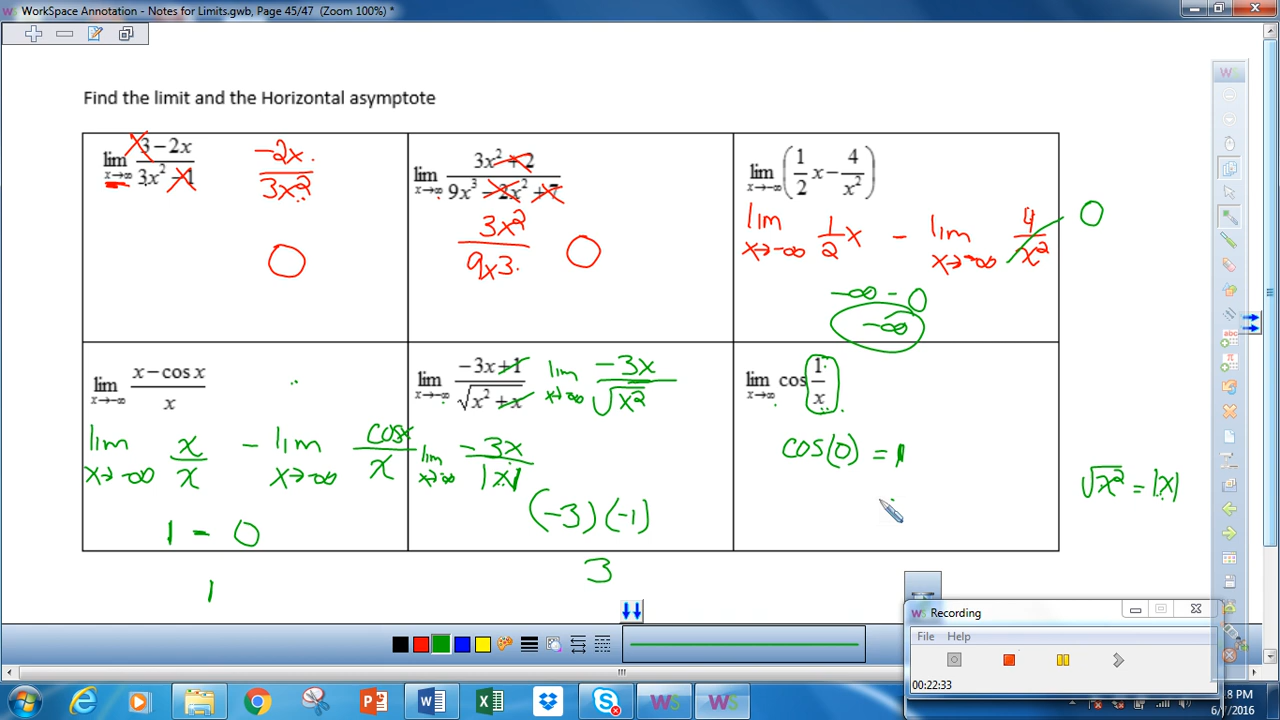 WorkSpace Annotation - Notes for Limits.gwb, Page 45/47 (Zoom 100%) *
Find the limit and the Horizontal asymptote
lim x→∞ (3 − 2x)/(3x² − 1)
−2x
3x²
0
lim x→∞ (3x² + 2)/(9x³ − 2x² + 7)
3x²
9x3
0
lim x→−∞ (1/2 x − 4/x²)
lim x→−∞ 1/2 x − lim x→−∞ 4/x² 0
−∞ − 0
−∞
lim x→−∞ (x − cos x)/x
lim x→−∞ x/x − lim x→−∞ cosx/x
1 − 0
1
lim x→−∞ (−3x + 1)/√(x² + x)
lim x→−∞ −3x/√x²
lim x→−∞ −3x/|x|
(−3)(−1)
3
lim x→∞ cos 1/x
cos(0) = 1
√x² = |x|
WS Recording
File Help
00:22:33
8 PM